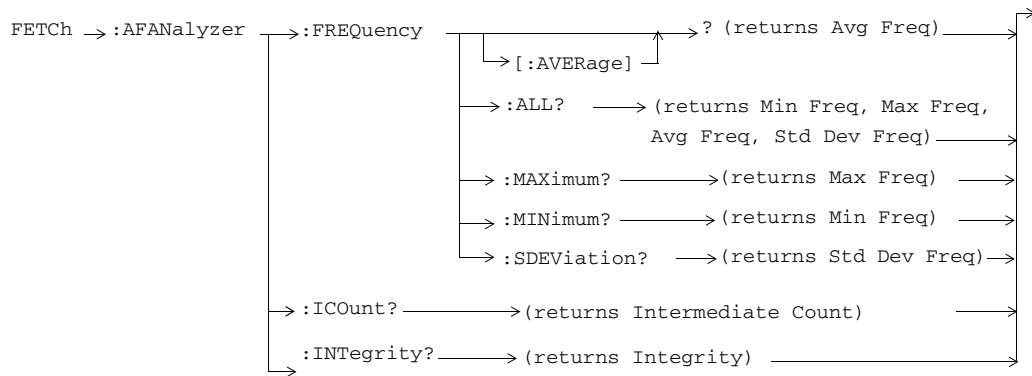 FETCh :AFANalyzer :FREQuency ? (returns Avg Freq)
[:AVERage]
:ALL? (returns Min Freq, Max Freq,
Avg Freq, Std Dev Freq)
:MAXimum? (returns Max Freq)
:MINimum? (returns Min Freq)
:SDEViation? (returns Std Dev Freq)
:ICOunt? (returns Intermediate Count)
:INTegrity? (returns Integrity)